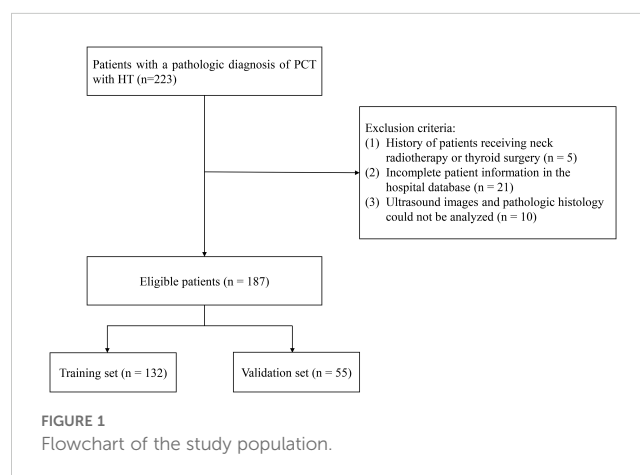 Patients with a pathologic diagnosis of PCT
with HT (n=223)
Exclusion criteria:
(1) History of patients receiving neck
radiotherapy or thyroid surgery (n = 5)
(2) Incomplete patient information in the
hospital database (n = 21)
(3) Ultrasound images and pathologic histology
could not be analyzed (n = 10)
Eligible patients (n = 187)
Training set (n = 132)
Validation set (n = 55)
FIGURE 1
Flowchart of the study population.